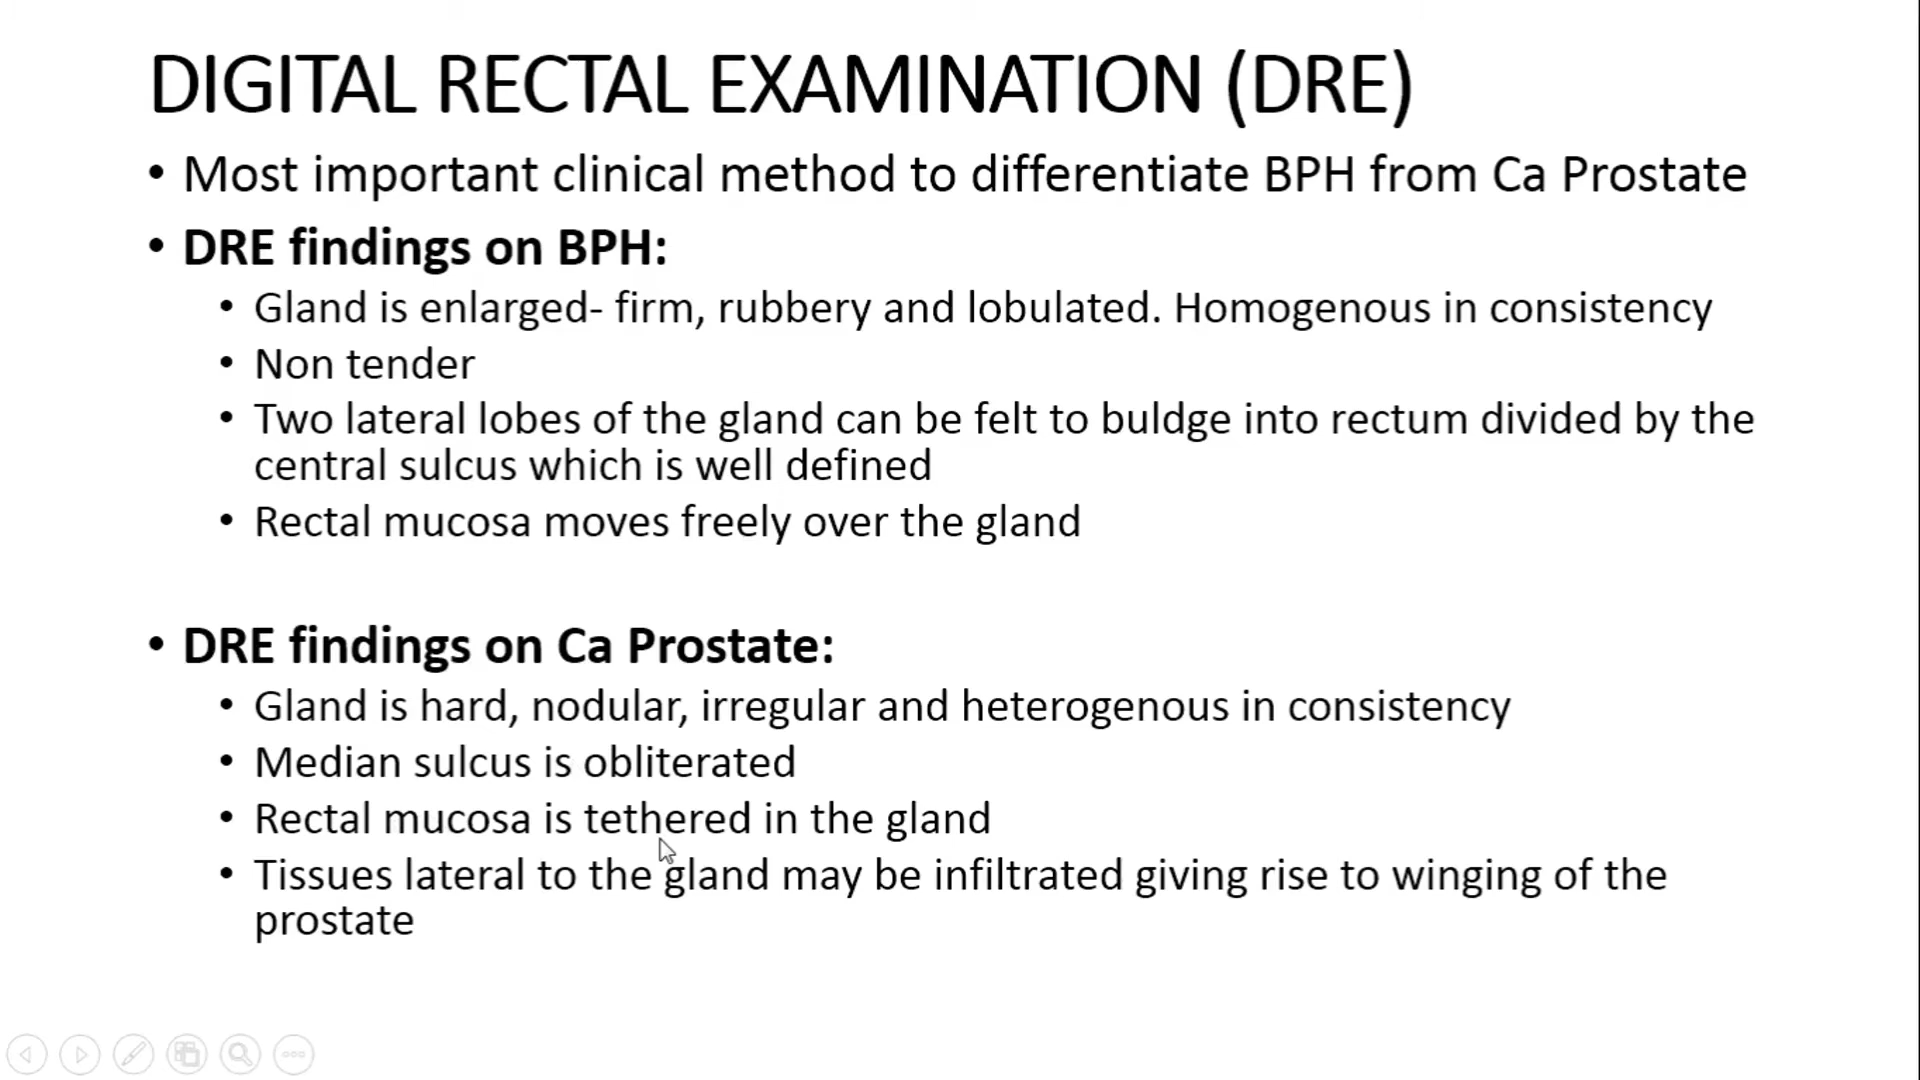 DIGITAL RECTAL EXAMINATION (DRE)
• Most important clinical method to differentiate BPH from Ca Prostate
• DRE findings on BPH:
• Gland is enlarged- firm, rubbery and lobulated. Homogenous in consistency
• Non tender
• Two lateral lobes of the gland can be felt to buldge into rectum divided by the
central sulcus which is well defined
• Rectal mucosa moves freely over the gland
• DRE findings on Ca Prostate:
• Gland is hard, nodular, irregular and heterogenous in consistency
• Median sulcus is obliterated
• Rectal mucosa is tethered in the gland
• Tissues lateral to the gland may be infiltrated giving rise to winging of the
prostate